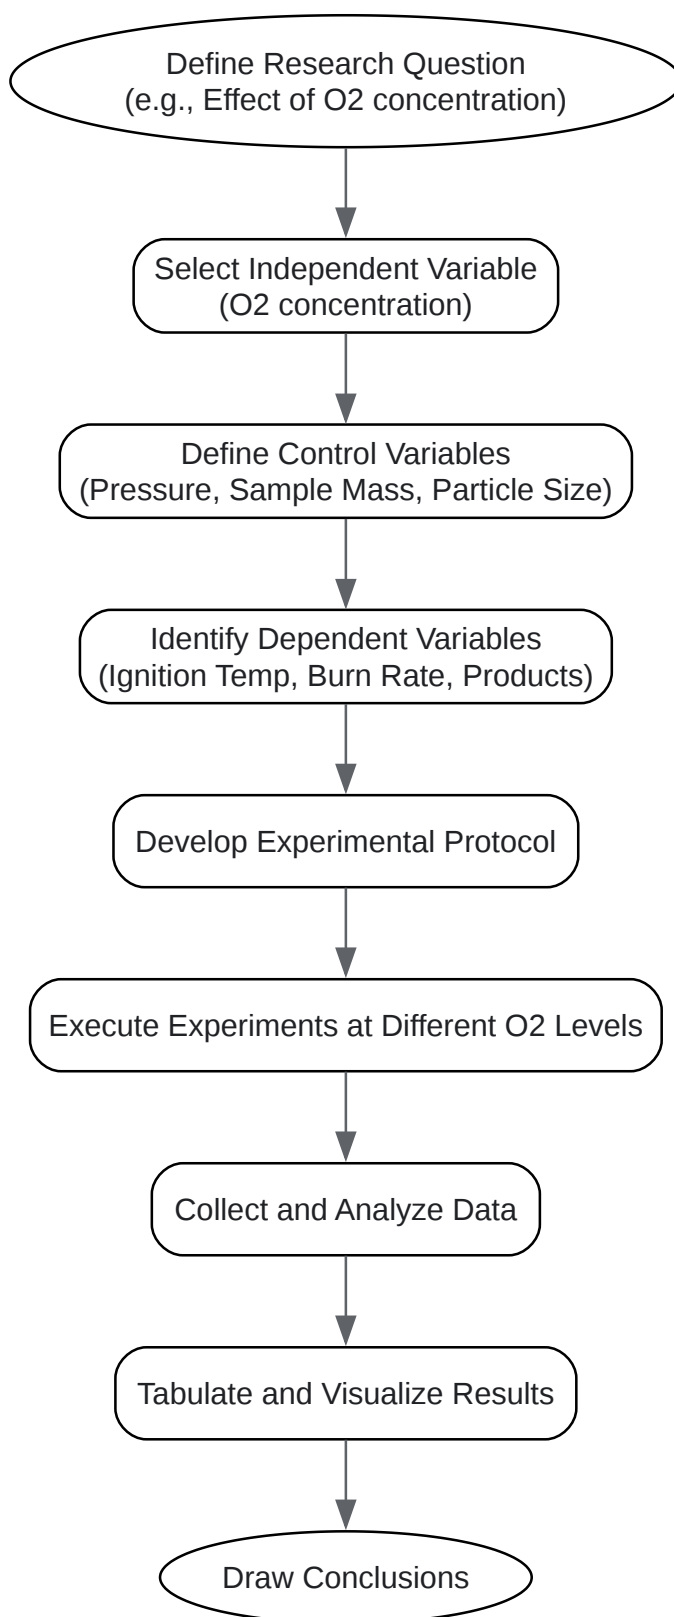 Define Research Question
(e.g., Effect of O2 concentration)
Select Independent Variable
(O2 concentration)
Define Control Variables
(Pressure, Sample Mass, Particle Size)
Identify Dependent Variables
(Ignition Temp, Burn Rate, Products)
Develop Experimental Protocol
Execute Experiments at Different O2 Levels
Collect and Analyze Data
Tabulate and Visualize Results
Draw Conclusions